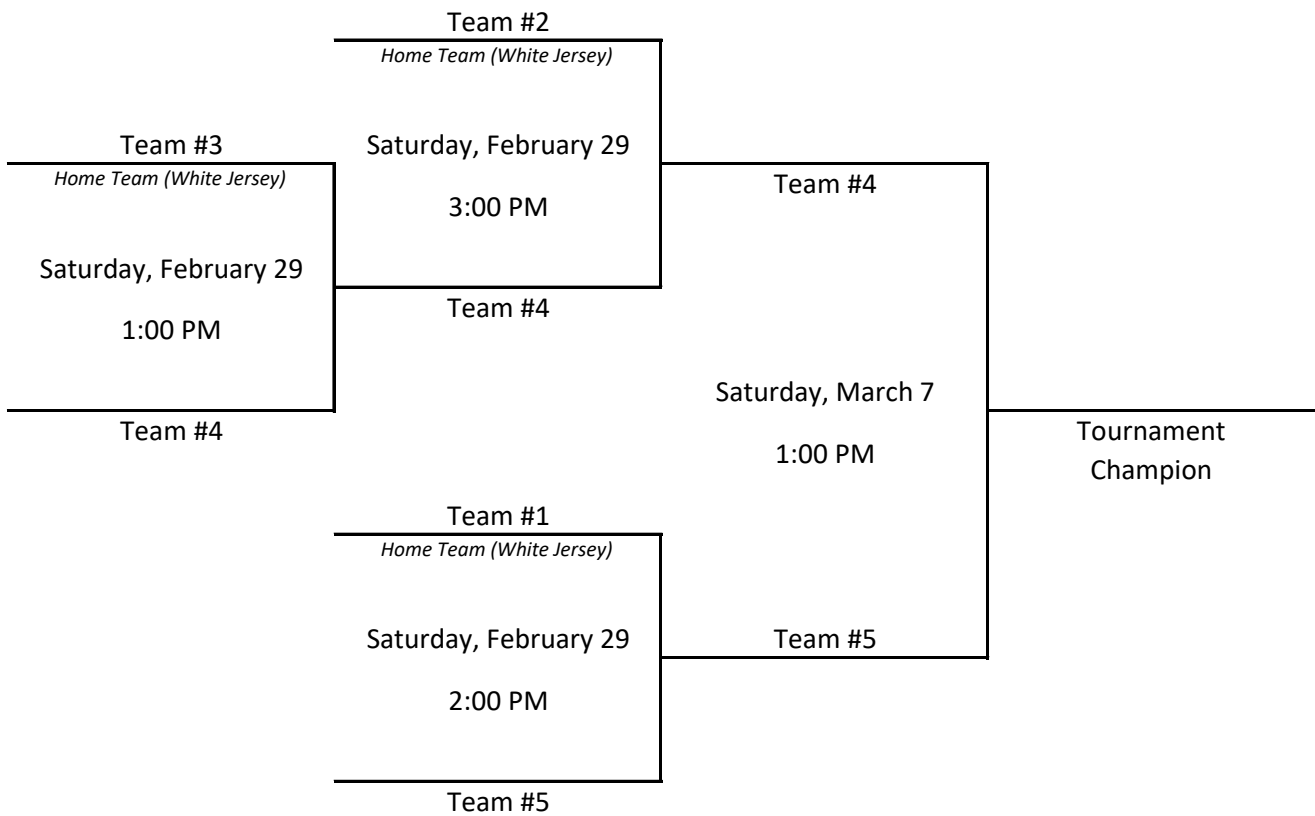 Team #2
Home Team (White Jersey)
Team #3
Saturday, February 29
Home Team (White Jersey)
Team #4
3:00 PM
Saturday, February 29
Team #4
1:00 PM
Saturday, March 7
Team #4
Tournament
1:00 PM
Champion
Team #1
Home Team (White Jersey)
Saturday, February 29
Team #5
2:00 PM
Team #5